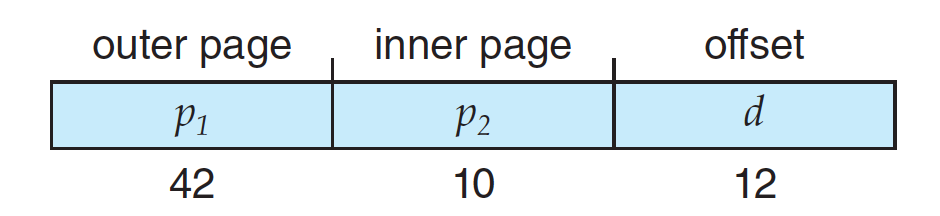 outer page inner page offset
p1 p2 d
42 10 12